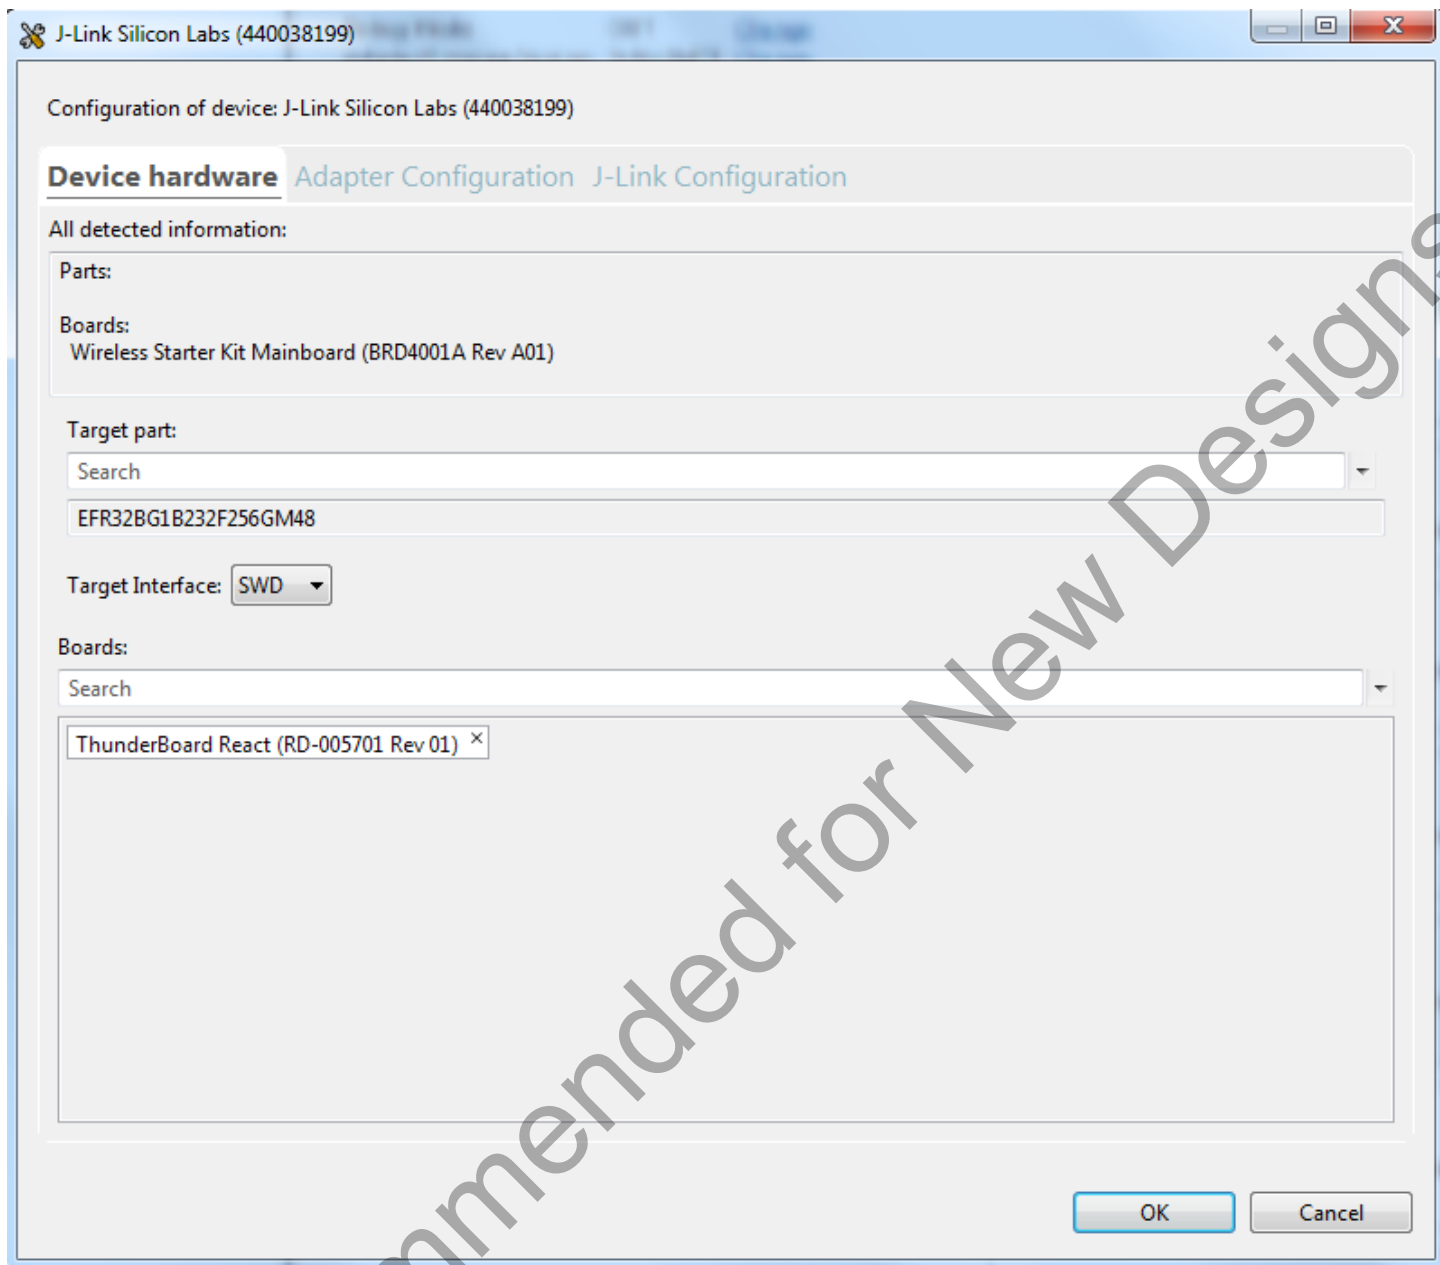 J-Link Silicon Labs (440038199)
Configuration of device: J-Link Silicon Labs (440038199)
Device hardware Adapter Configuration J-Link Configuration
All detected information:
Parts:
Boards:
Wireless Starter Kit Mainboard (BRD4001A Rev A01)
Target part:
Search
EFR32BG1B232F256GM48
Target Interface: SWD
Boards:
Search
ThunderBoard React (RD-005701 Rev 01) ×
OK Cancel
mmended for New Designs